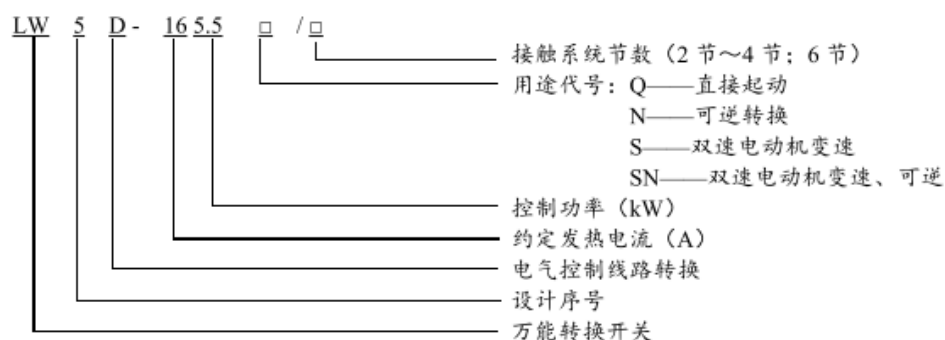 LW 5 D - 16 5.5 □ / □
接触系统节数（2 节～4 节；6 节）
用途代号：Q——直接起动
N——可逆转换
S——双速电动机变速
SN——双速电动机变速、可逆
控制功率（kW）
约定发热电流（A）
电气控制线路转换
设计序号
万能转换开关